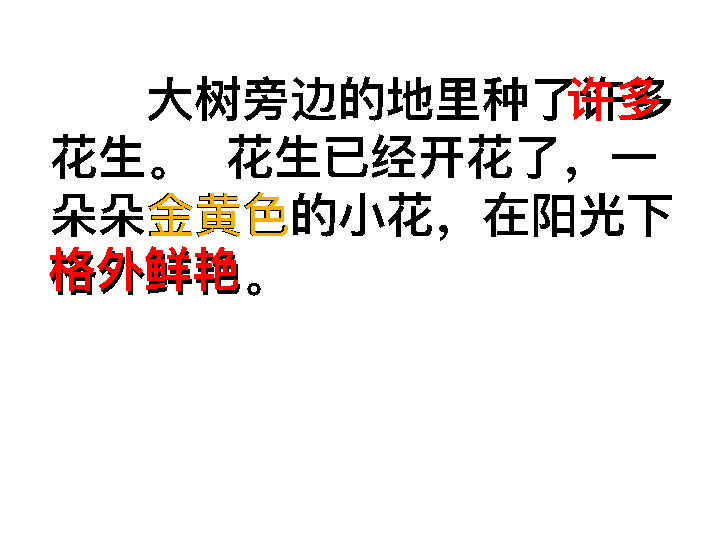 大树旁边的地里种了许多
花生。 花生已经开花了，一
朵朵金黄色的小花，在阳光下
格外鲜艳。